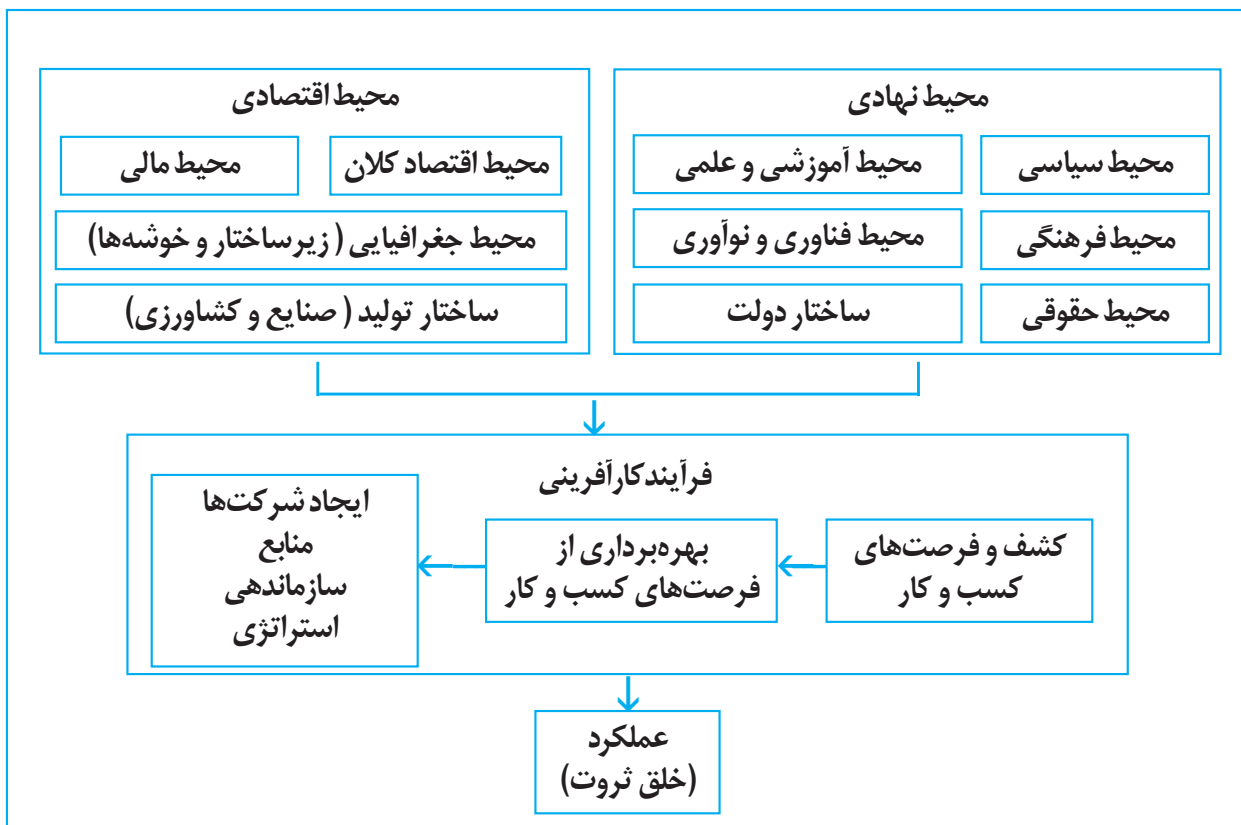 محیط نهادی
محیط سیاسی
محیط آموزشی و علمی
محیط فرهنگی
محیط فناوری و نوآوری
محیط حقوقی
ساختار دولت
محیط اقتصادی
محیط اقتصاد کلان
محیط مالی
محیط جغرافیایی (زیرساختار و خوشه‌ها)
ساختار تولید (صنایع و کشاورزی)
فرآیندکارآفرینی
کشف و فرصت‌های
کسب و کار
بهره‌برداری از
فرصت‌های کسب و کار
ایجاد شرکت‌ها
منابع
سازماندهی
استراتژی
عملکرد
(خلق ثروت)